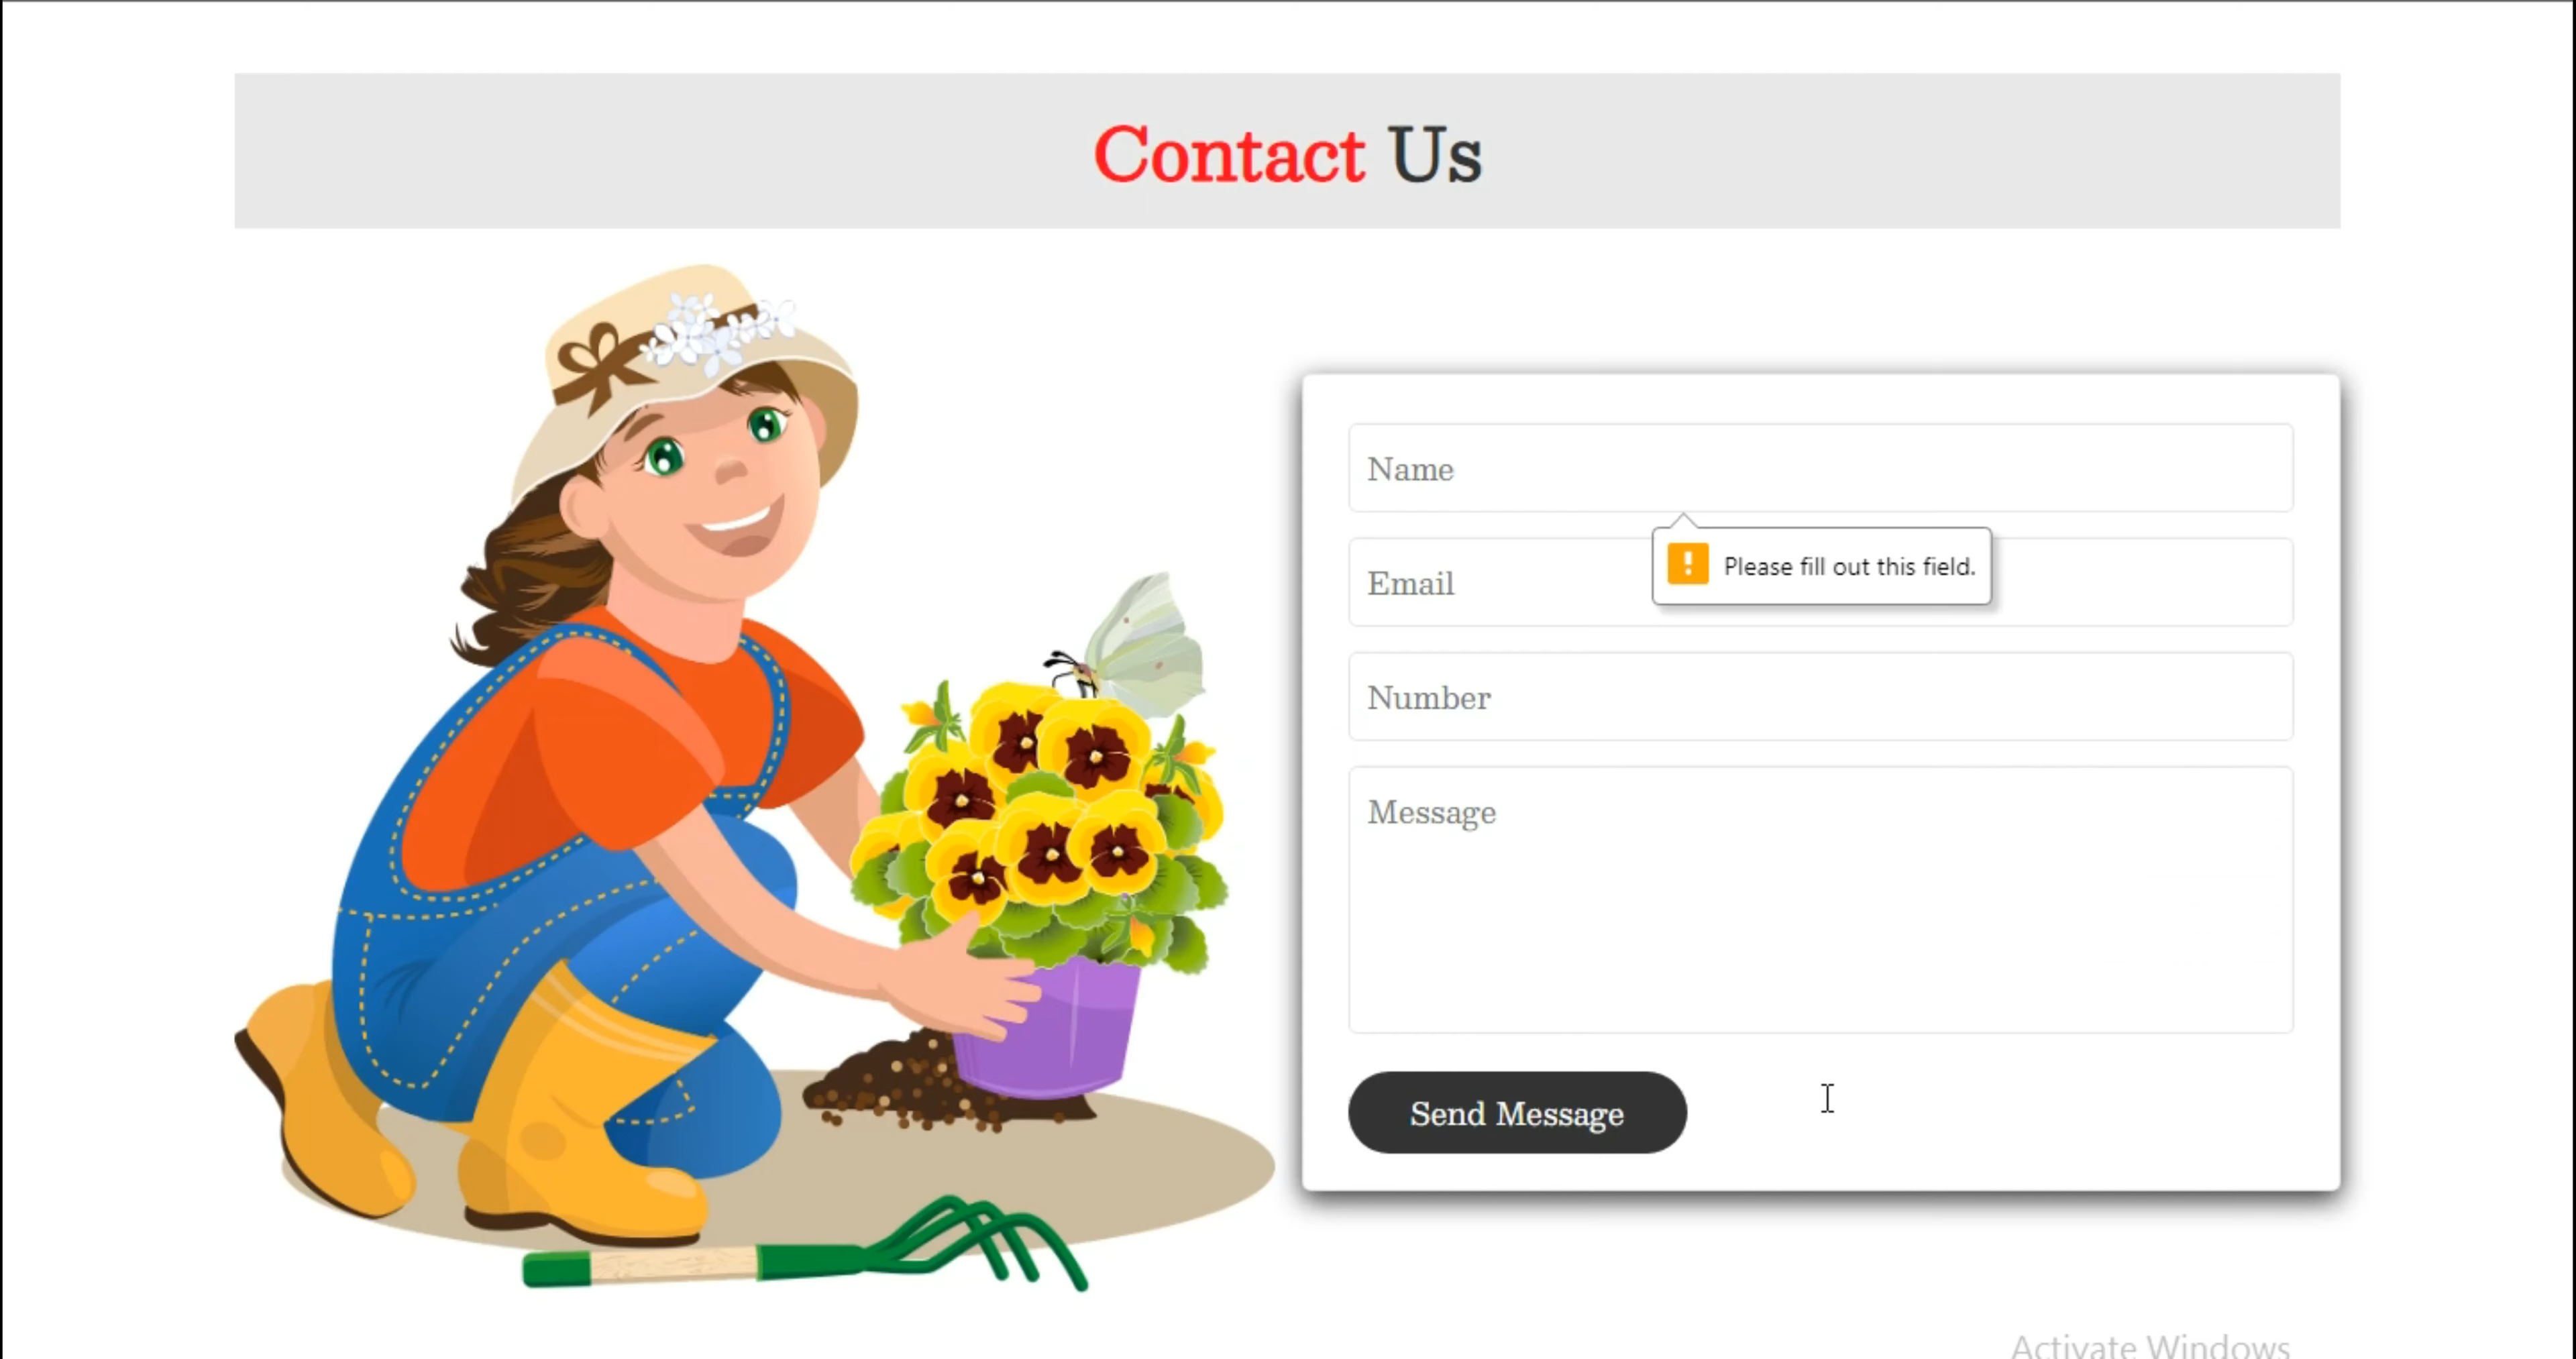 Contact Us
Name
Please fill out this field.
Email
Number
Message
Send Message
Activate Windows